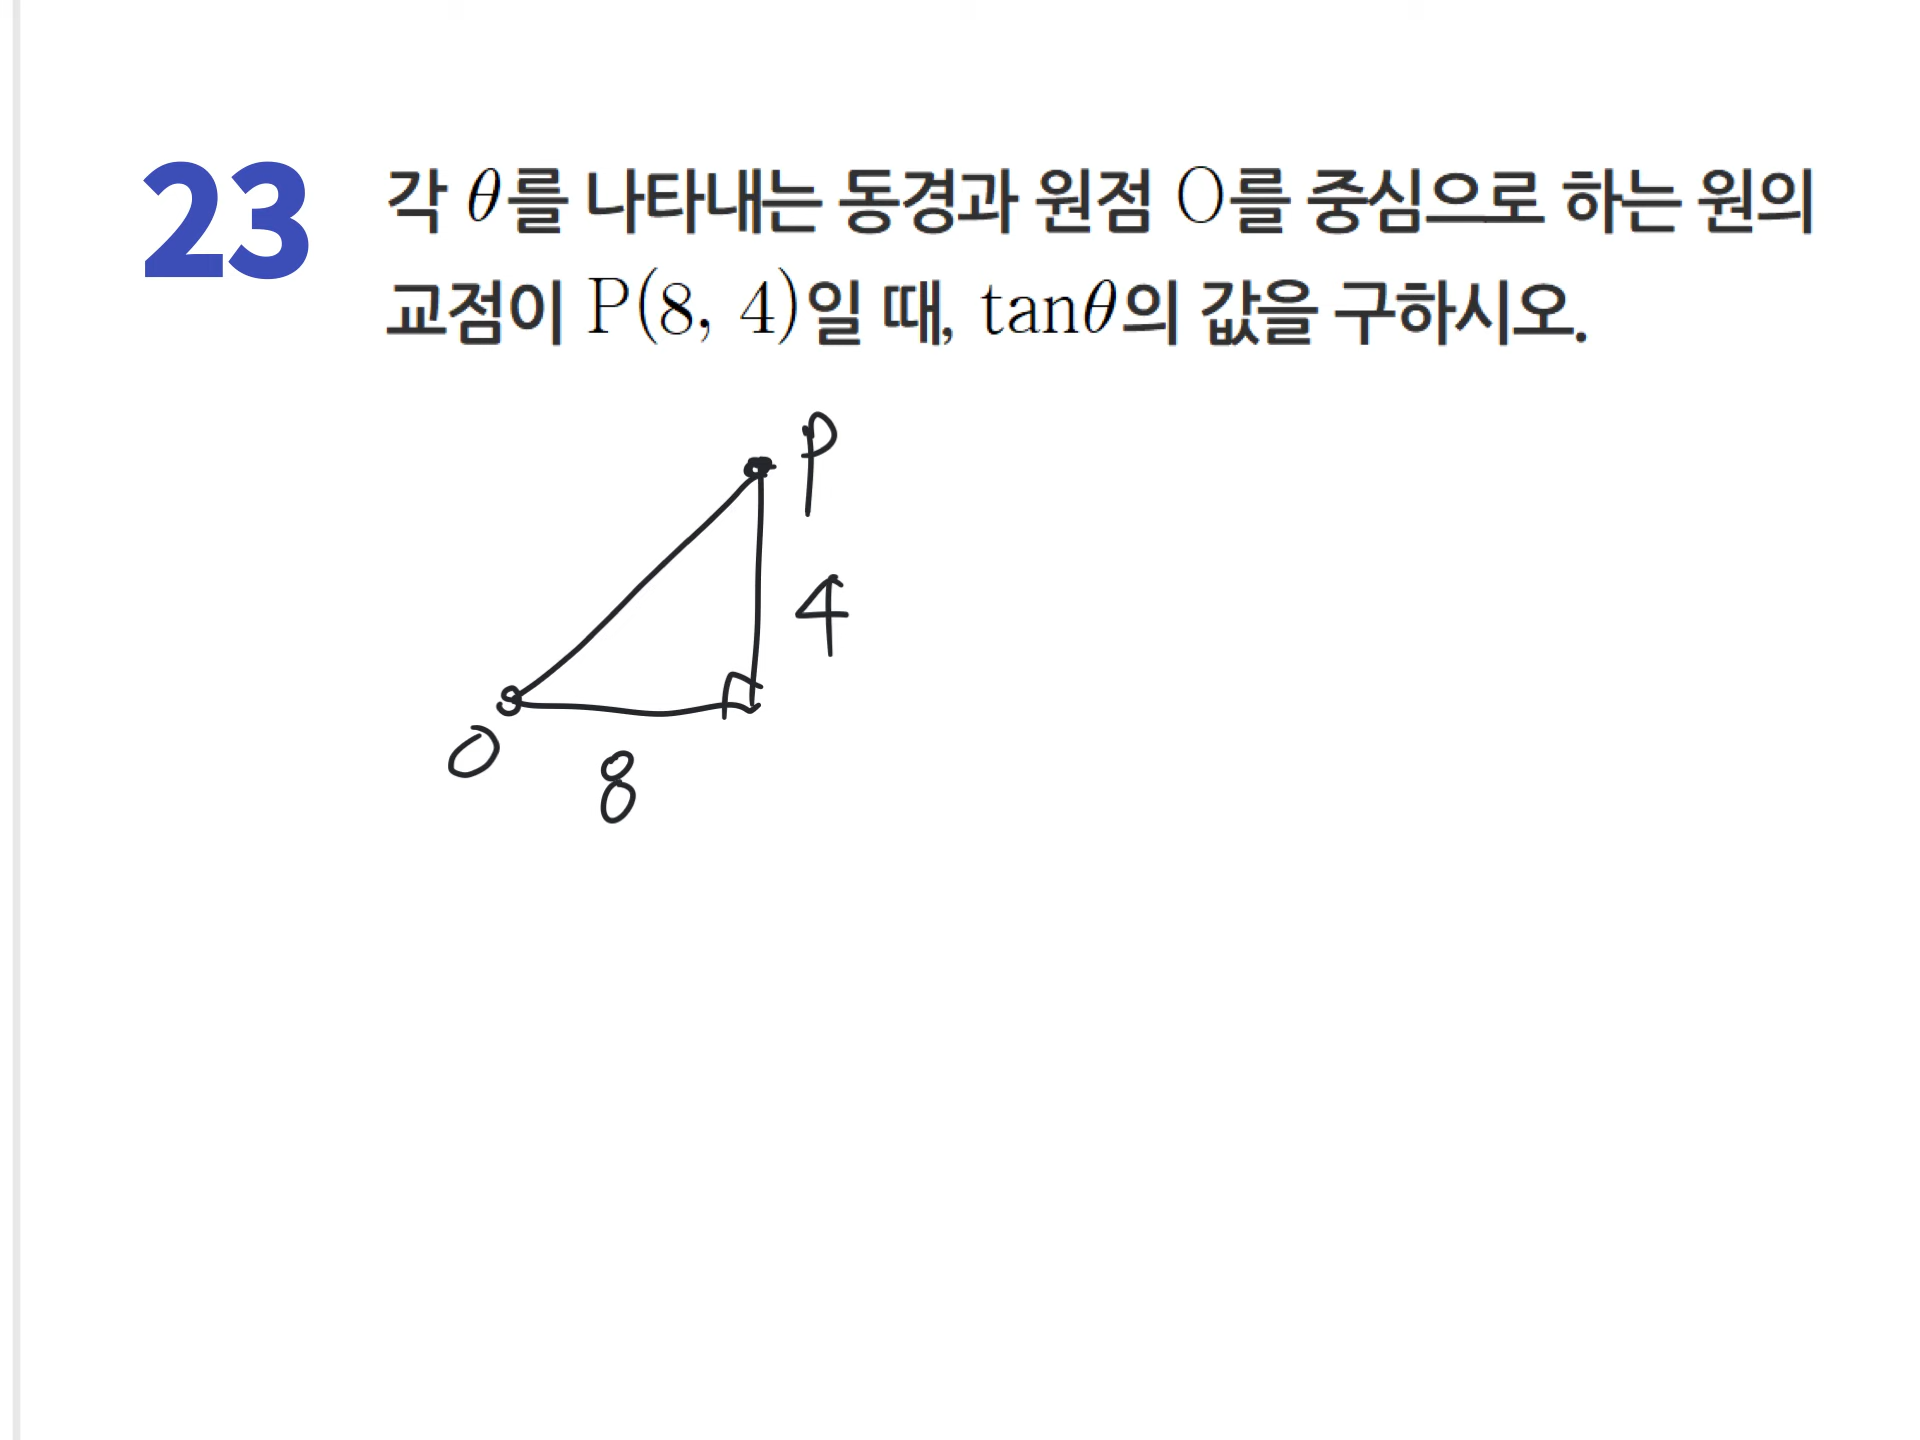 23 각 θ를 나타내는 동경과 원점 O를 중심으로 하는 원의
교점이 P(8, 4)일 때, tanθ의 값을 구하시오.
P
4
O
8